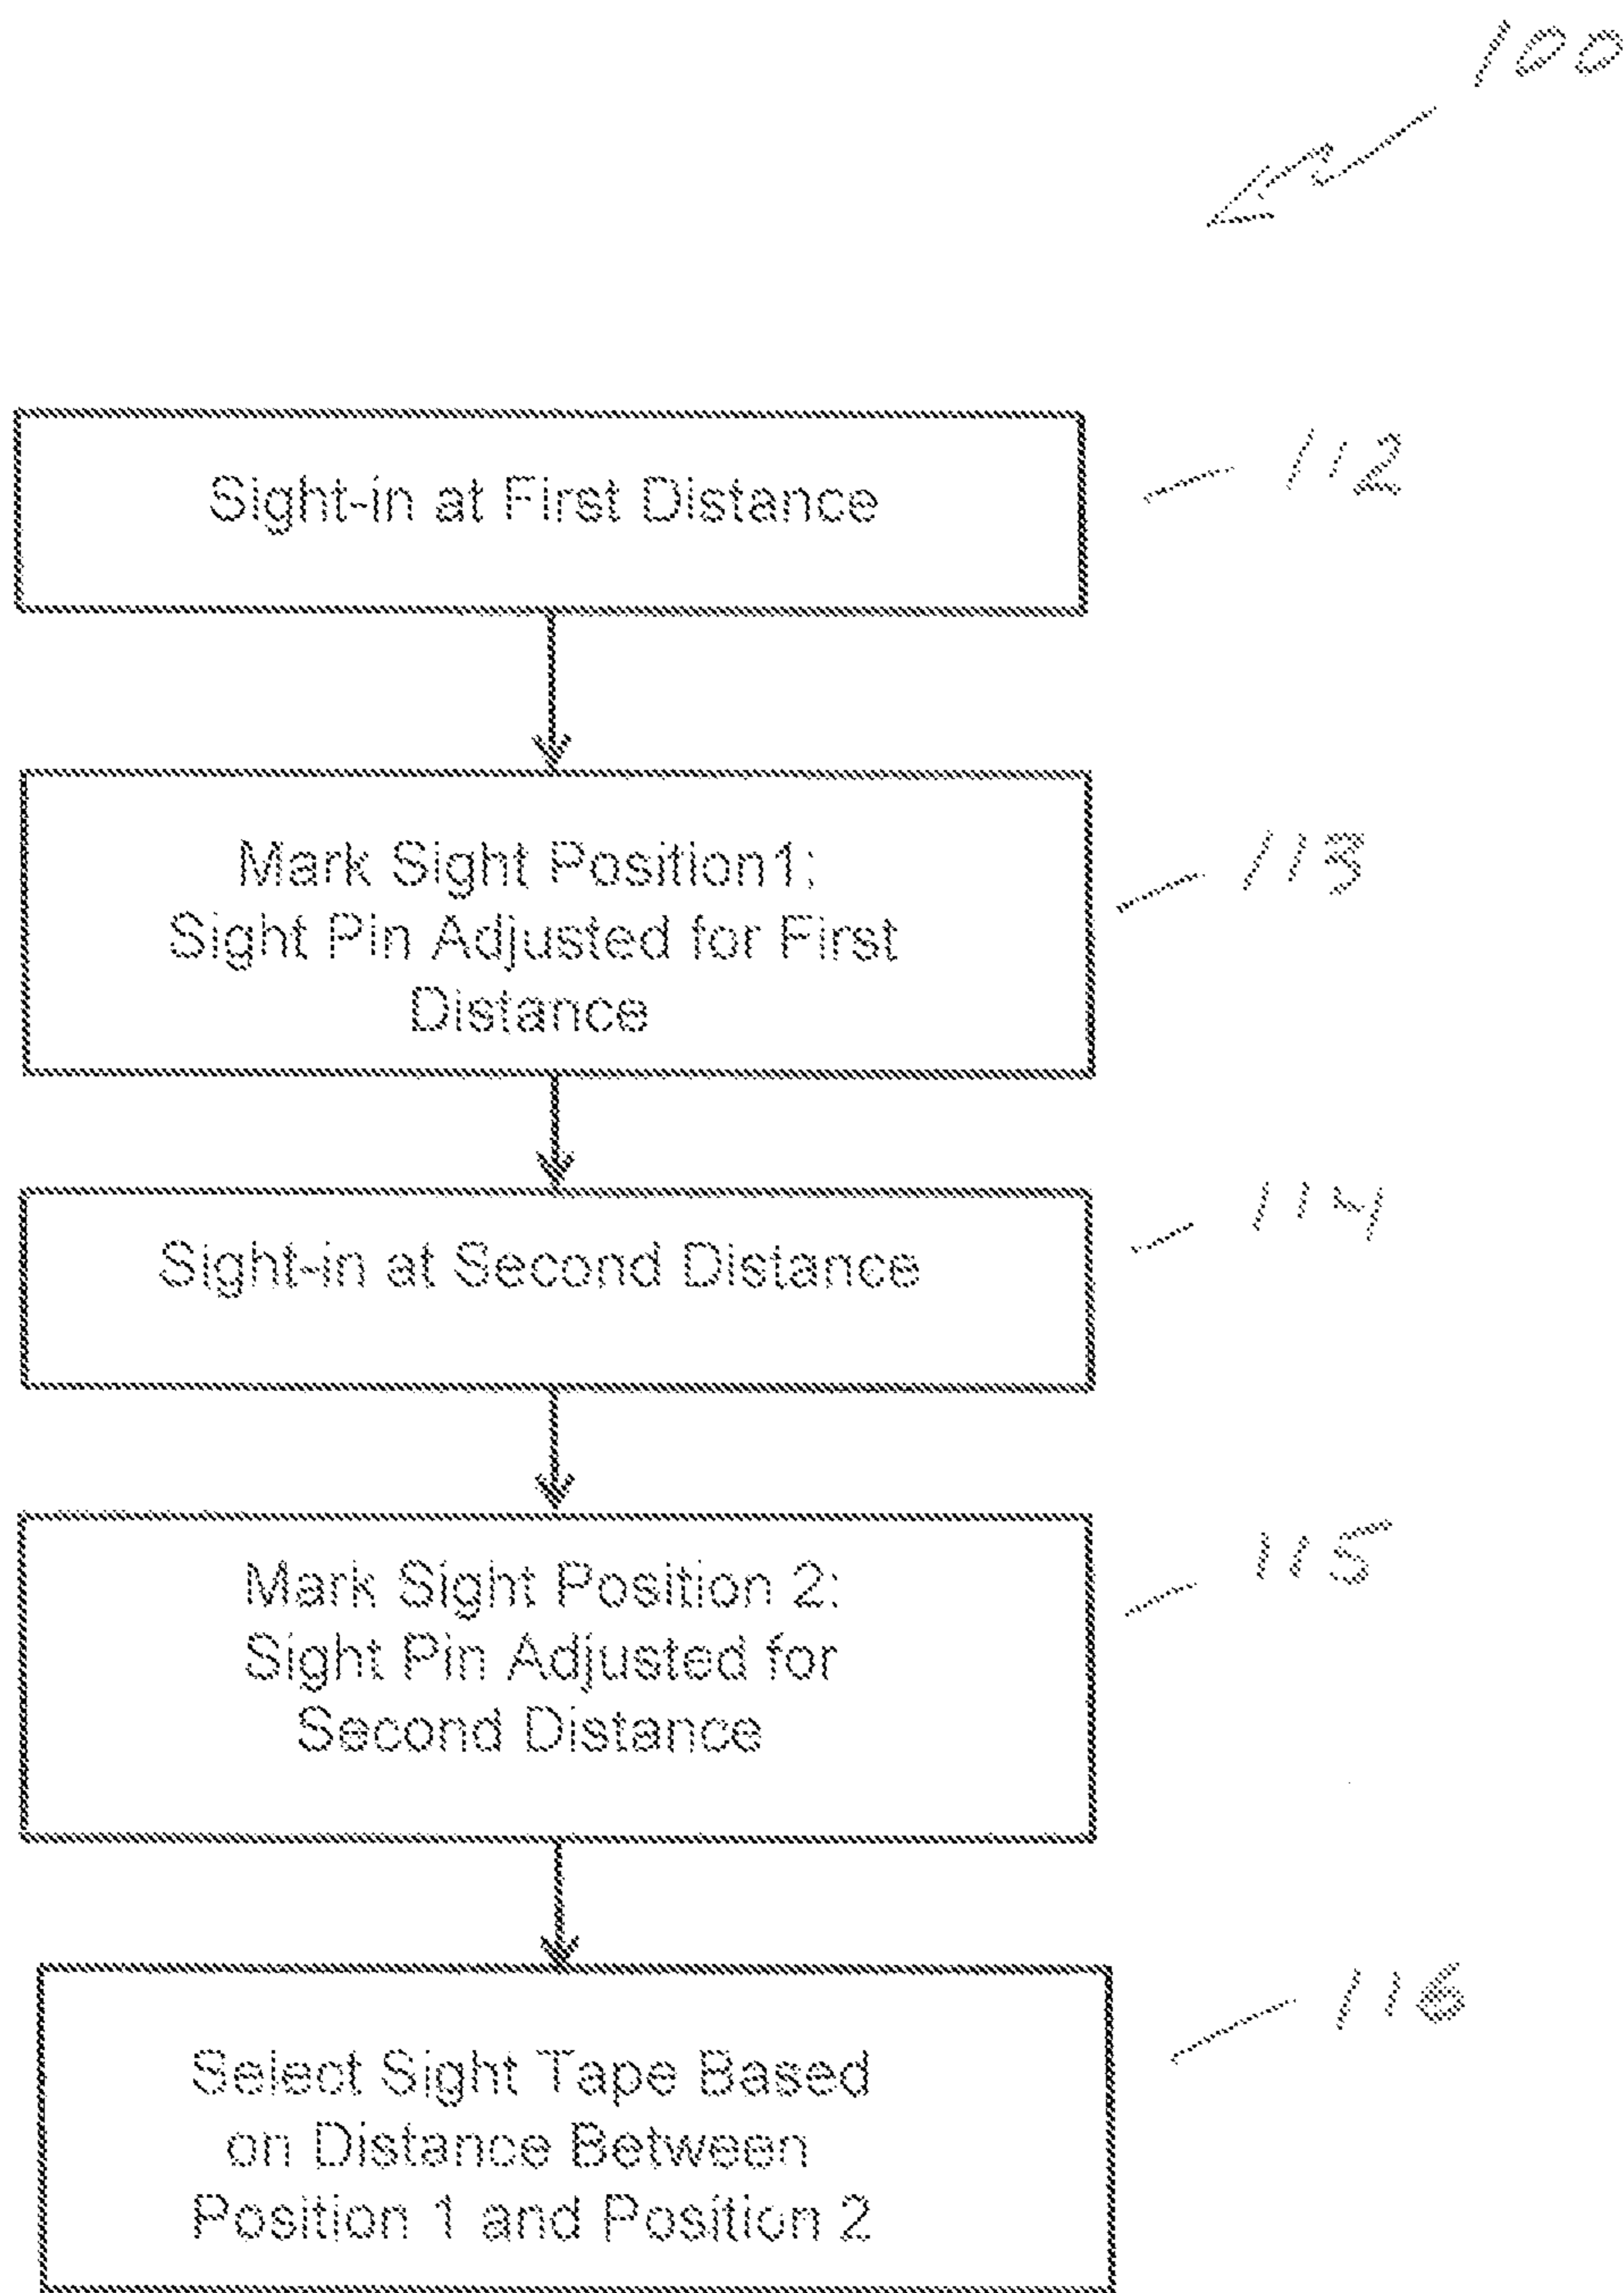 100
Sight-in at First Distance
112
Mark Sight Position1:
Sight Pin Adjusted for First
Distance
113
Sight-in at Second Distance
114
Mark Sight Position 2:
Sight Pin Adjusted for
Second Distance
115
Select Sight Tape Based
on Distance Between
Position 1 and Position 2
116